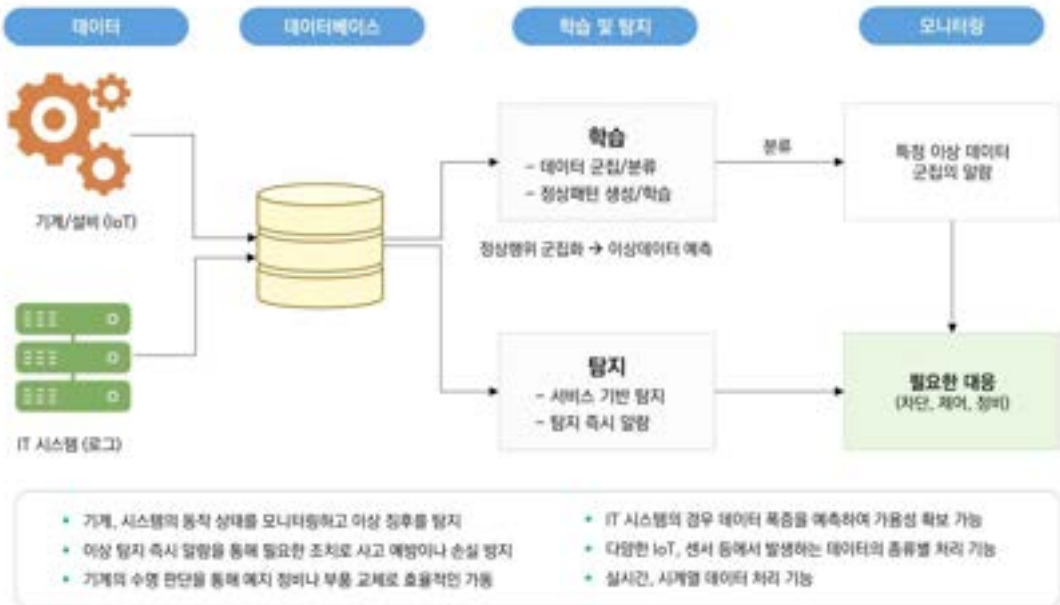 데이터
데이터베이스
학습 및 탐지
모니터링
기계/설비 (IoT)
IT 시스템 (로그)
학습
- 데이터 군집/분류
- 정상패턴 생성/학습
정상행위 군집화 → 이상데이터 예측
탐지
- 서비스 기반 탐지
- 탐지 즉시 알람
분류
특정 이상 데이터
군집의 알람
필요한 대응
(차단, 제어, 정비)
• 기계, 시스템의 동작 상태를 모니터링하고 이상 징후를 탐지
• 이상 탐지 즉시 알람을 통해 필요한 조치로 사고 예방이나 손실 방지
• 기계의 수명 판단을 통해 예지 정비나 부품 교체로 효율적인 가동
• IT 시스템의 경우 데이터 폭증을 예측하여 가용성 확보 가능
• 다양한 IoT, 센서 등에서 발생하는 데이터의 종류별 처리 기능
• 실시간, 시계열 데이터 처리 기능